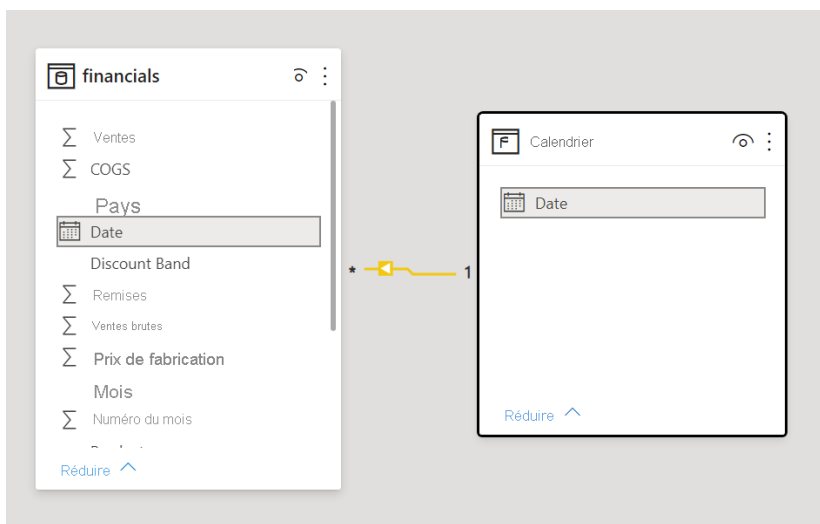 financials
Ventes
COGS
Pays
Date
Discount Band
Remises
Ventes brutes
Prix de fabrication
Mois
Numéro du mois
Réduire
* 1
Calendrier
Date
Réduire